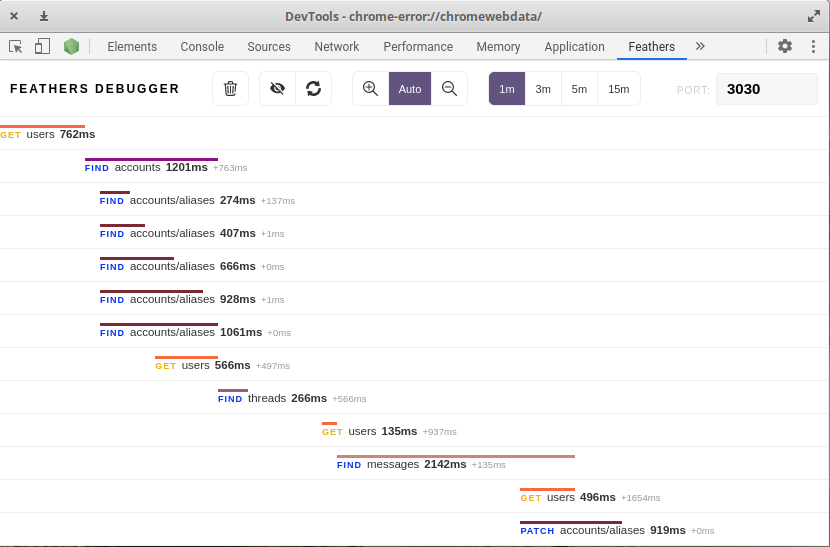 DevTools - chrome-error://chromewebdata/
Elements Console Sources Network Performance Memory Application Feathers »
FEATHERS DEBUGGER Auto 1m 3m 5m 15m PORT: 3030
GET users 762ms
FIND accounts 1201ms +763ms
FIND accounts/aliases 274ms +137ms
FIND accounts/aliases 407ms +1ms
FIND accounts/aliases 666ms +0ms
FIND accounts/aliases 928ms +1ms
FIND accounts/aliases 1061ms +0ms
GET users 566ms +497ms
FIND threads 266ms +566ms
GET users 135ms +937ms
FIND messages 2142ms +135ms
GET users 496ms +1654ms
PATCH accounts/aliases 919ms +0ms